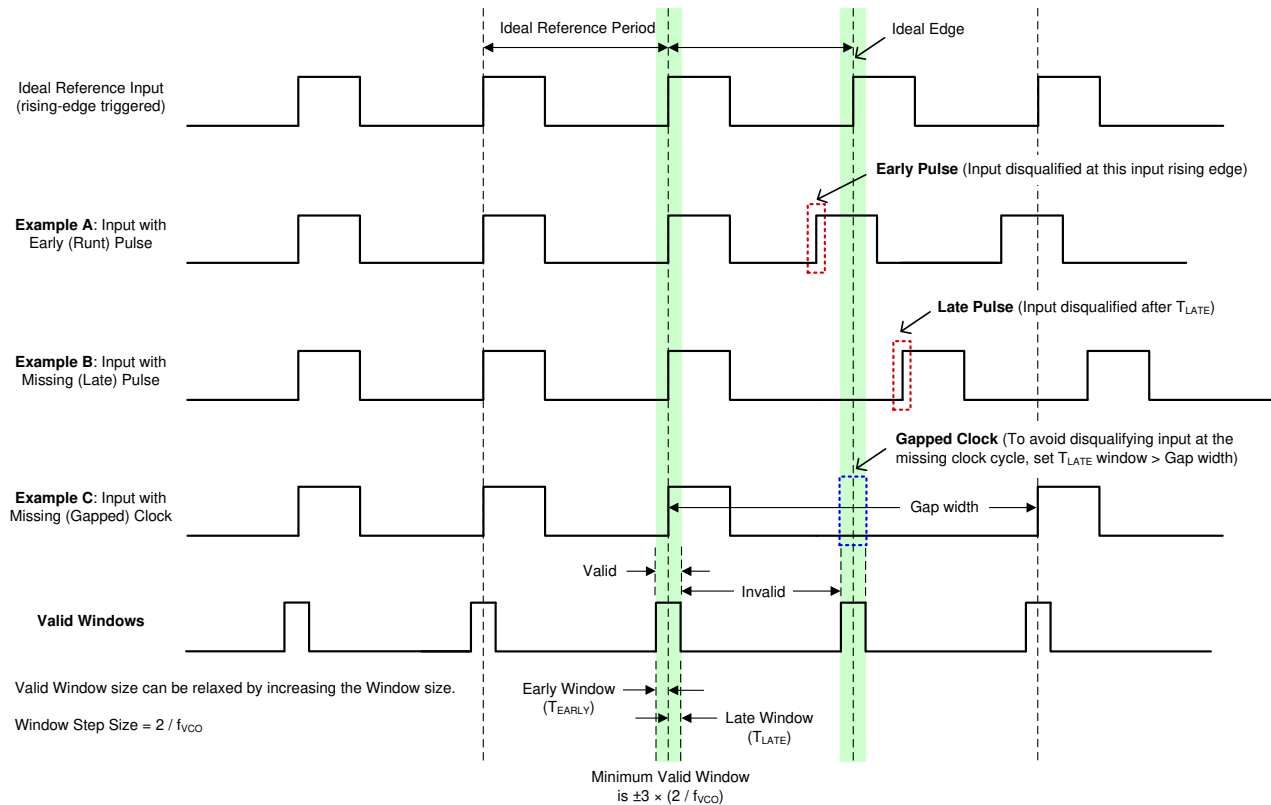 Ideal Reference Period
Ideal Edge
Ideal Reference Input
(rising-edge triggered)
Early Pulse (Input disqualified at this input rising edge)
Example A: Input with
Early (Runt) Pulse
Late Pulse (Input disqualified after TLATE)
Example B: Input with
Missing (Late) Pulse
Gapped Clock (To avoid disqualifying input at the
missing clock cycle, set TLATE window > Gap width)
Example C: Input with
Missing (Gapped) Clock
Gap width
Valid
Invalid
Valid Windows
Valid Window size can be relaxed by increasing the Window size.
Window Step Size = 2 / fVCO
Early Window
(TEARLY)
Late Window
(TLATE)
Minimum Valid Window
is ±3 × (2 / fVCO)